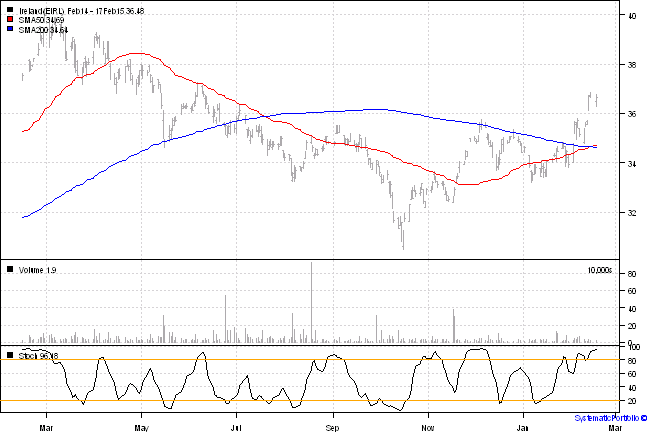 Ireland (EIRL) Feb14 - 17Feb15 36.48
SMA50 34.69
SMA200 34.64
40
38
36
34
32
Volume 1.9
10,000s
80
60
40
20
0
Stoch 96.18
100
80
60
40
20
Mar May Jul Sep Nov Jan Mar
SystematicPortfolio ©